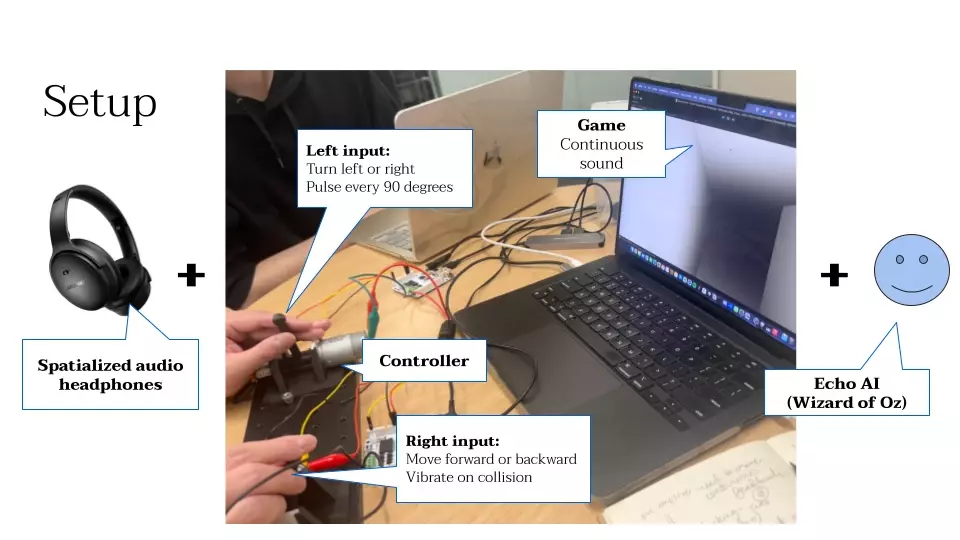 Setup
Left input:
Turn left or right
Pulse every 90 degrees
Game
Continuous
sound
+
+
Spatialized audio
headphones
Controller
Right input:
Move forward or backward
Vibrate on collision
Echo AI
(Wizard of Oz)